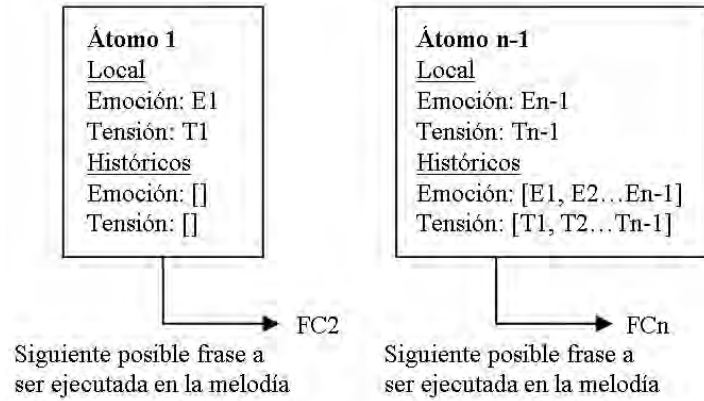 Átomo 1
Local
Emoción: E1
Tensión: T1
Históricos
Emoción: []
Tensión: []
FC2
Siguiente posible frase a
ser ejecutada en la melodía
Átomo n-1
Local
Emoción: En-1
Tensión: Tn-1
Históricos
Emoción: [E1, E2…En-1]
Tensión: [T1, T2…Tn-1]
FCn
Siguiente posible frase a
ser ejecutada en la melodía